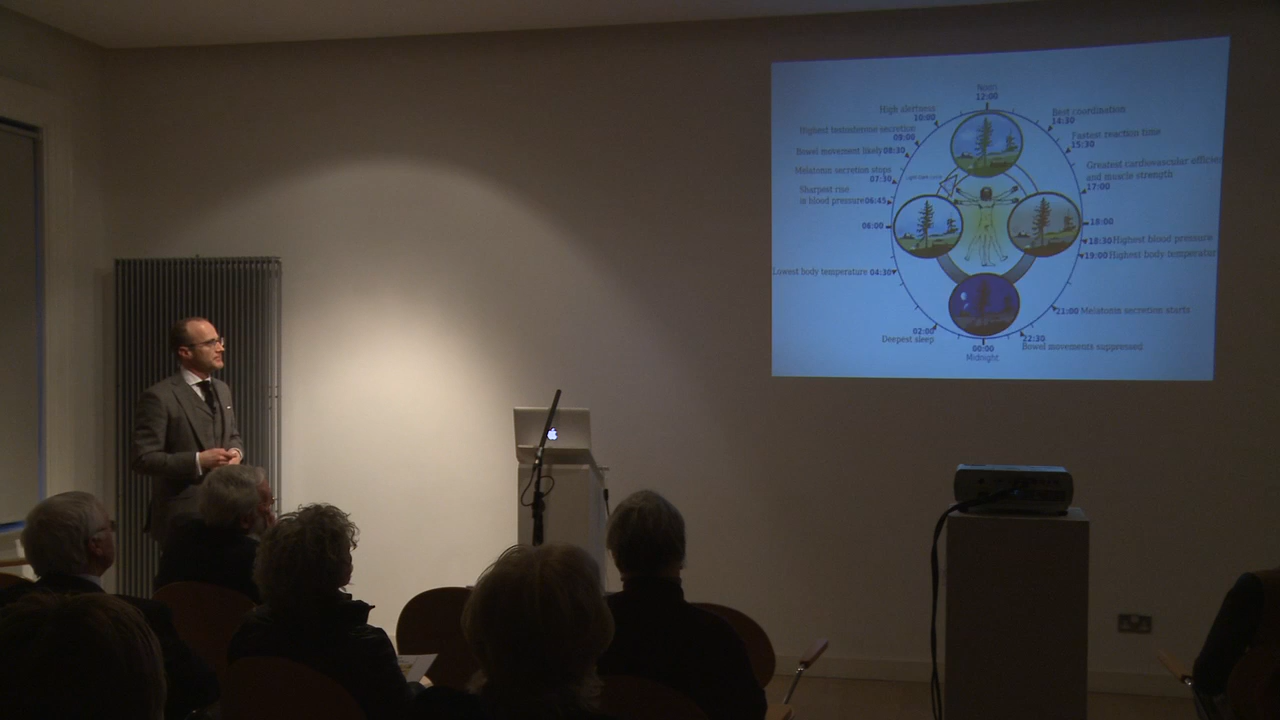 Noon
12:00
High alertness
10:00
Best coordination
14:30
Highest testosterone secretion
09:00
Fastest reaction time
15:30
Bowel movement likely 08:30
Greatest cardiovascular efficien
and muscle strength
17:00
Melatonin secretion stops
07:30
Sharpest rise
in blood pressure 06:45
06:00
18:00
18:30 Highest blood pressure
19:00 Highest body temperatur
Lowest body temperature 04:30
21:00 Melatonin secretion starts
02:00
Deepest sleep
22:30
Bowel movements suppressed
00:00
Midnight